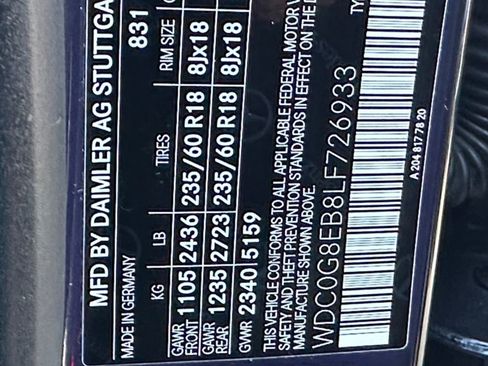 MFD BY DAIMLER AG STUTTGA
MADE IN GERMANY 831
KG LB TIRES RIM SIZE
GAWR FRONT 1105 2436 235/60 R18 8Jx18
GAWR REAR 1235 2723 235/60 R18 8Jx18
GVWR 2340 5159
THIS VEHICLE CONFORMS TO ALL APPLICABLE FEDERAL MOTOR V
SAFETY AND THEFT PREVENTION STANDARDS IN EFFECT ON THE D
MANUFACTURE SHOWN ABOVE.
WDC0G8EB8LF726933 TY
A 204 817 78 20